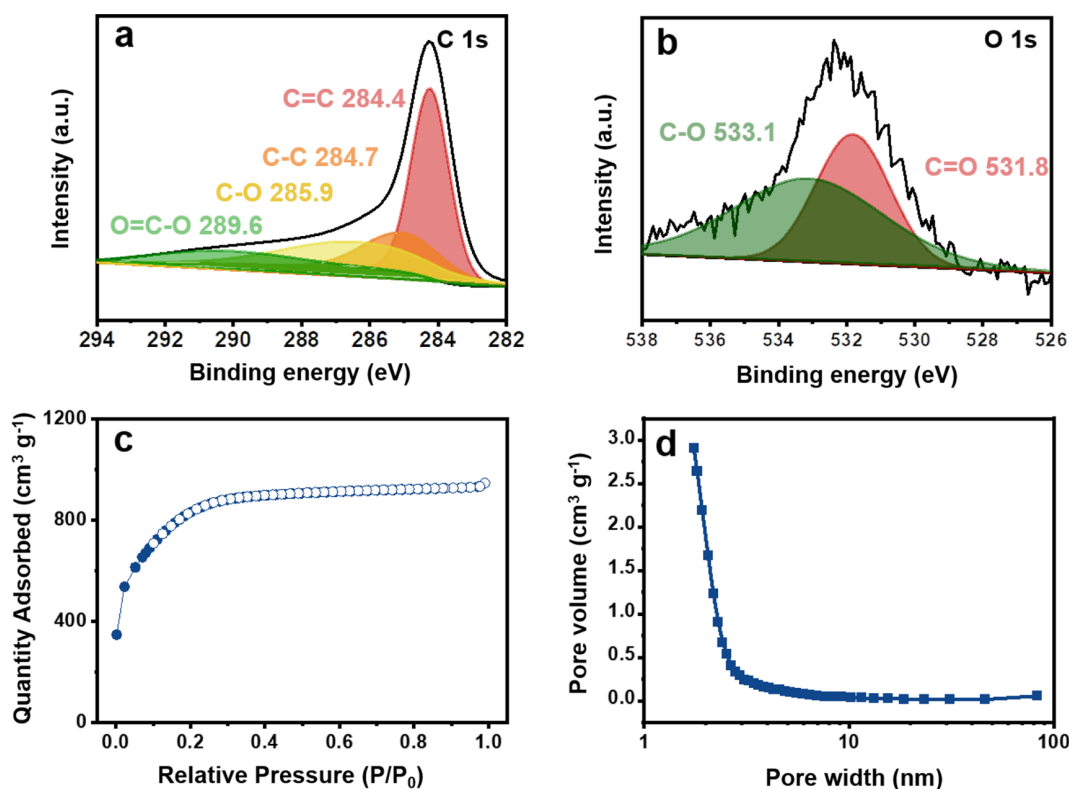 a
C 1s
C=C 284.4
C-C 284.7
C-O 285.9
O=C-O 289.6
Intensity (a.u.)
294 292 290 288 286 284 282
Binding energy (eV)
b
O 1s
C-O 533.1
C=O 531.8
Intensity (a.u.)
538 536 534 532 530 528 526
Binding energy (eV)
c
Quantity Adsorbed (cm³ g⁻¹)
1200
800
400
0
0.0 0.2 0.4 0.6 0.8 1.0
Relative Pressure (P/P₀)
d
Pore volume (cm³ g⁻¹)
3.0
2.5
2.0
1.5
1.0
0.5
0.0
1 10 100
Pore width (nm)